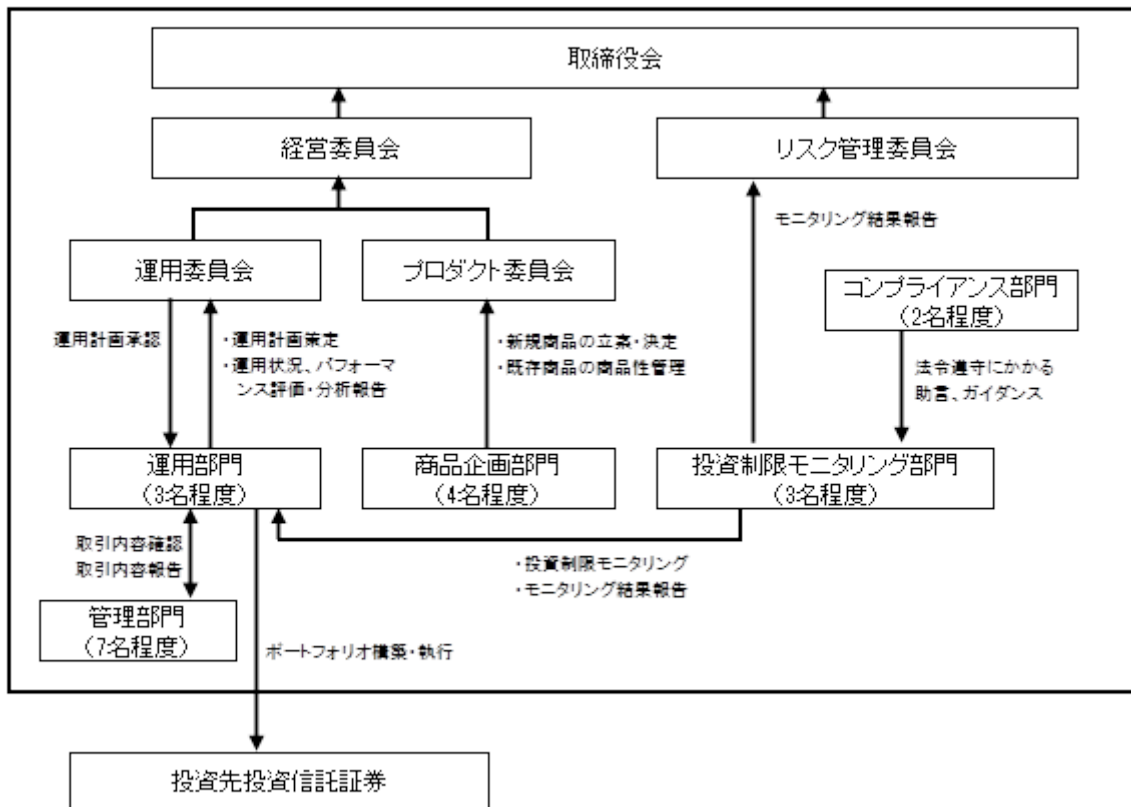 取締役会
経営委員会
リスク管理委員会
モニタリング結果報告
運用委員会
プロダクト委員会
コンプライアンス部門
(2名程度)
運用計画承認
・運用計画策定
・運用状況、パフォーマ
ンス評価・分析報告
・新規商品の立案・決定
・既存商品の商品性管理
法令遵守にかかる
助言、ガイダンス
運用部門
(3名程度)
商品企画部門
(4名程度)
投資制限モニタリング部門
(3名程度)
取引内容確認
取引内容報告
・投資制限モニタリング
・モニタリング結果報告
管理部門
(7名程度)
ポートフォリオ構築・執行
投資先投資信託証券